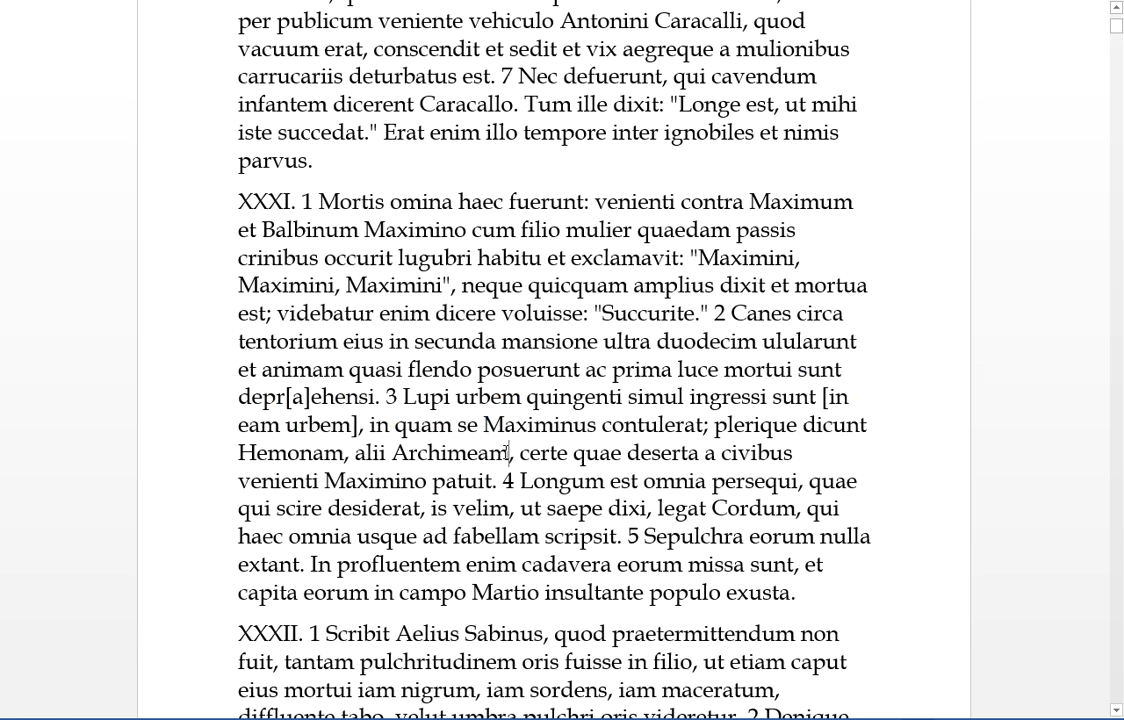 per publicum veniente vehiculo Antonini Caracalli, quod
vacuum erat, conscendit et sedit et vix aegreque a mulionibus
carrucariis deturbatus est. 7 Nec defuerunt, qui cavendum
infantem dicerent Caracallo. Tum ille dixit: "Longe est, ut mihi
iste succedat." Erat enim illo tempore inter ignobiles et nimis
parvus.
XXXI. 1 Mortis omina haec fuerunt: venienti contra Maximum
et Balbinum Maximino cum filio mulier quaedam passis
crinibus occurit lugubri habitu et exclamavit: "Maximini,
Maximini, Maximini", neque quicquam amplius dixit et mortua
est; videbatur enim dicere voluisse: "Succurite." 2 Canes circa
tentorium eius in secunda mansione ultra duodecim ulularunt
et animam quasi flendo posuerunt ac prima luce mortui sunt
depr[a]ehensi. 3 Lupi urbem quingenti simul ingressi sunt [in
eam urbem], in quam se Maximinus contulerat; plerique dicunt
Hemonam, alii Archimeam, certe quae deserta a civibus
venienti Maximino patuit. 4 Longum est omnia persequi, quae
qui scire desiderat, is velim, ut saepe dixi, legat Cordum, qui
haec omnia usque ad fabellam scripsit. 5 Sepulchra eorum nulla
extant. In profluentem enim cadavera eorum missa sunt, et
capita eorum in campo Martio insultante populo exusta.
XXXII. 1 Scribit Aelius Sabinus, quod praetermittendum non
fuit, tantam pulchritudinem oris fuisse in filio, ut etiam caput
eius mortui iam nigrum, iam sordens, iam maceratum,
diffluente tabo, velut umbra pulchri oris videretur. 2 Denique